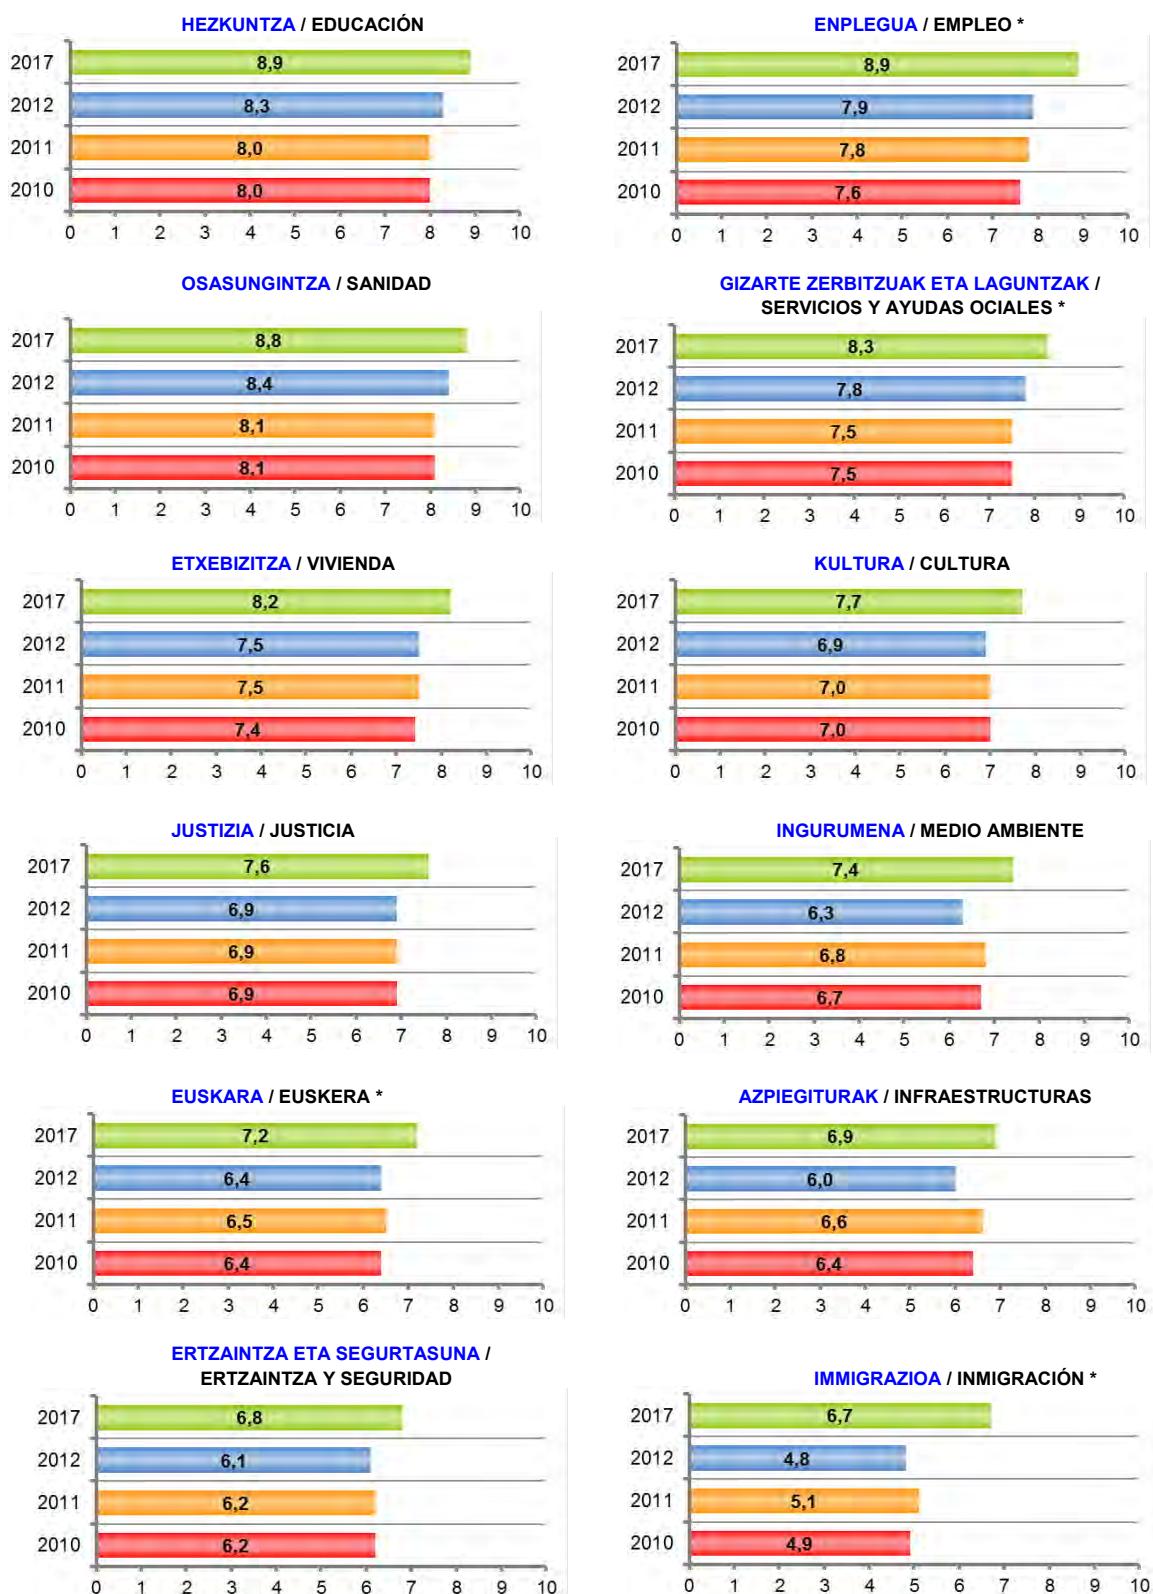 HEZKUNTZA / EDUCACIÓN
2017 8,9
2012 8,3
2011 8,0
2010 8,0
0 1 2 3 4 5 6 7 8 9 10
ENPLEGUA / EMPLEO *
2017 8,9
2012 7,9
2011 7,8
2010 7,6
0 1 2 3 4 5 6 7 8 9 10
OSASUNGINTZA / SANIDAD
2017 8,8
2012 8,4
2011 8,1
2010 8,1
0 1 2 3 4 5 6 7 8 9 10
GIZARTE ZERBITZUAK ETA LAGUNTZAK /
SERVICIOS Y AYUDAS OCIALES *
2017 8,3
2012 7,8
2011 7,5
2010 7,5
0 1 2 3 4 5 6 7 8 9 10
ETXEBIZITZA / VIVIENDA
2017 8,2
2012 7,5
2011 7,5
2010 7,4
0 1 2 3 4 5 6 7 8 9 10
KULTURA / CULTURA
2017 7,7
2012 6,9
2011 7,0
2010 7,0
0 1 2 3 4 5 6 7 8 9 10
JUSTIZIA / JUSTICIA
2017 7,6
2012 6,9
2011 6,9
2010 6,9
0 1 2 3 4 5 6 7 8 9 10
INGURUMENA / MEDIO AMBIENTE
2017 7,4
2012 6,3
2011 6,8
2010 6,7
0 1 2 3 4 5 6 7 8 9 10
EUSKARA / EUSKERA *
2017 7,2
2012 6,4
2011 6,5
2010 6,4
0 1 2 3 4 5 6 7 8 9 10
AZPIEGITURAK / INFRAESTRUCTURAS
2017 6,9
2012 6,0
2011 6,6
2010 6,4
0 1 2 3 4 5 6 7 8 9 10
ERTZAINTZA ETA SEGURTASUNA /
ERTZAINTZA Y SEGURIDAD
2017 6,8
2012 6,1
2011 6,2
2010 6,2
0 1 2 3 4 5 6 7 8 9 10
IMMIGRAZIOA / INMIGRACIÓN *
2017 6,7
2012 4,8
2011 5,1
2010 4,9
0 1 2 3 4 5 6 7 8 9 10